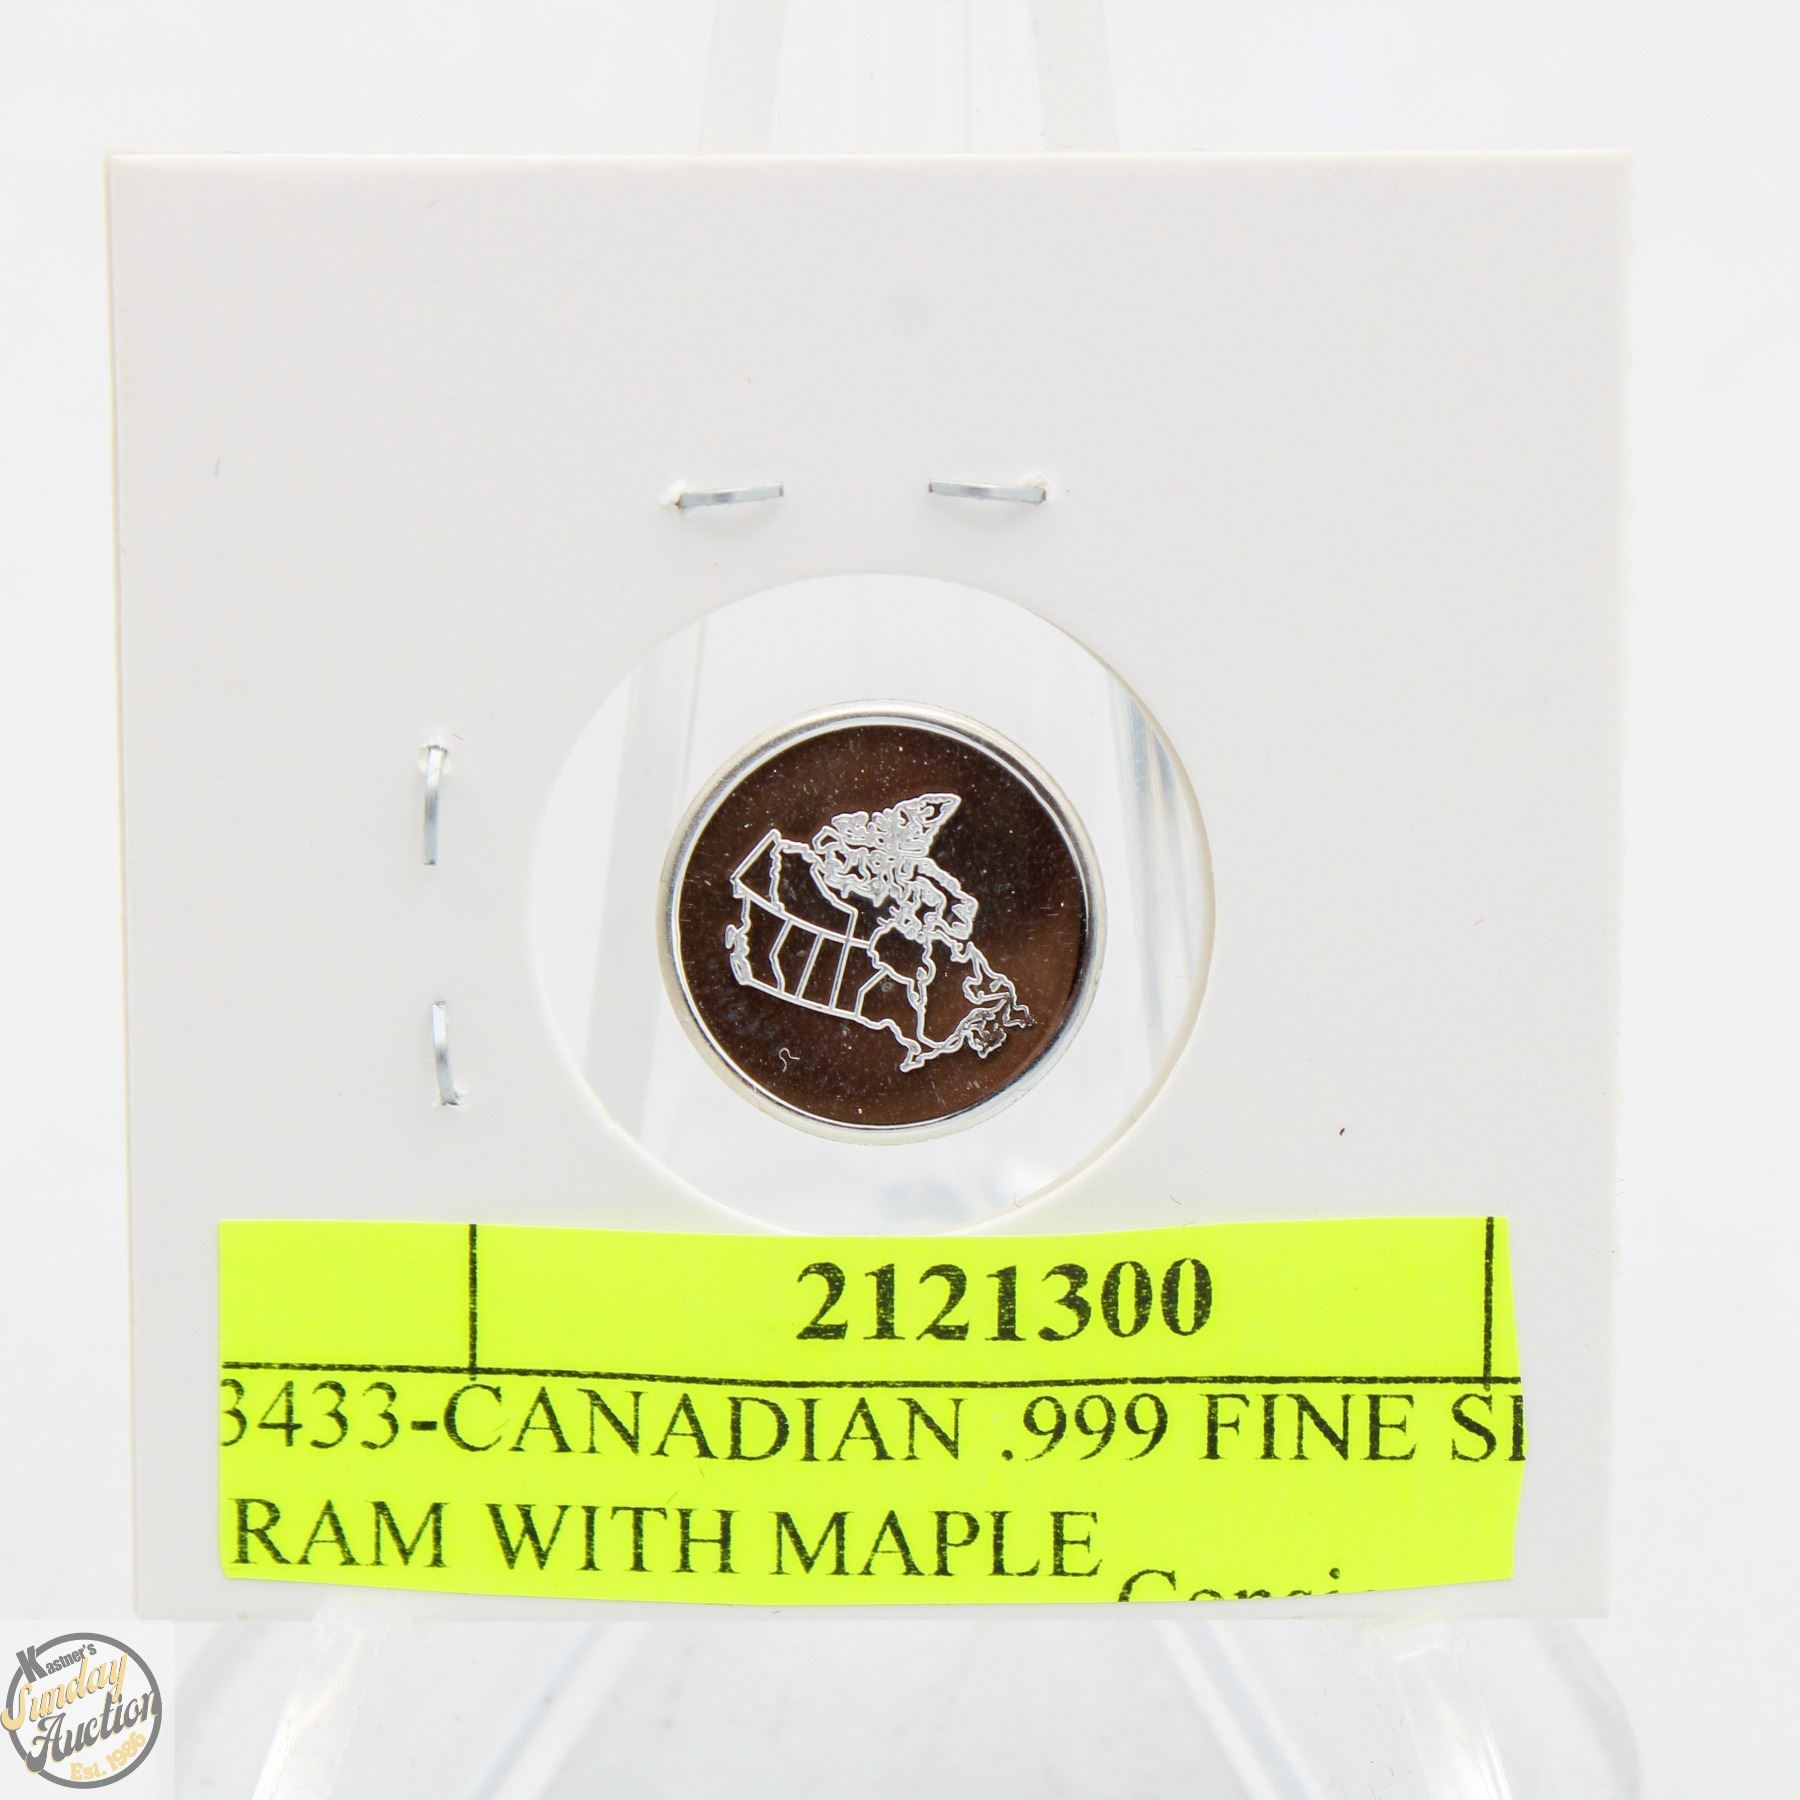 2121300
3433-CANADIAN .999 FINE SI
RAM WITH MAPLE
Kastner's
Sunday
Auction
Est. 1986